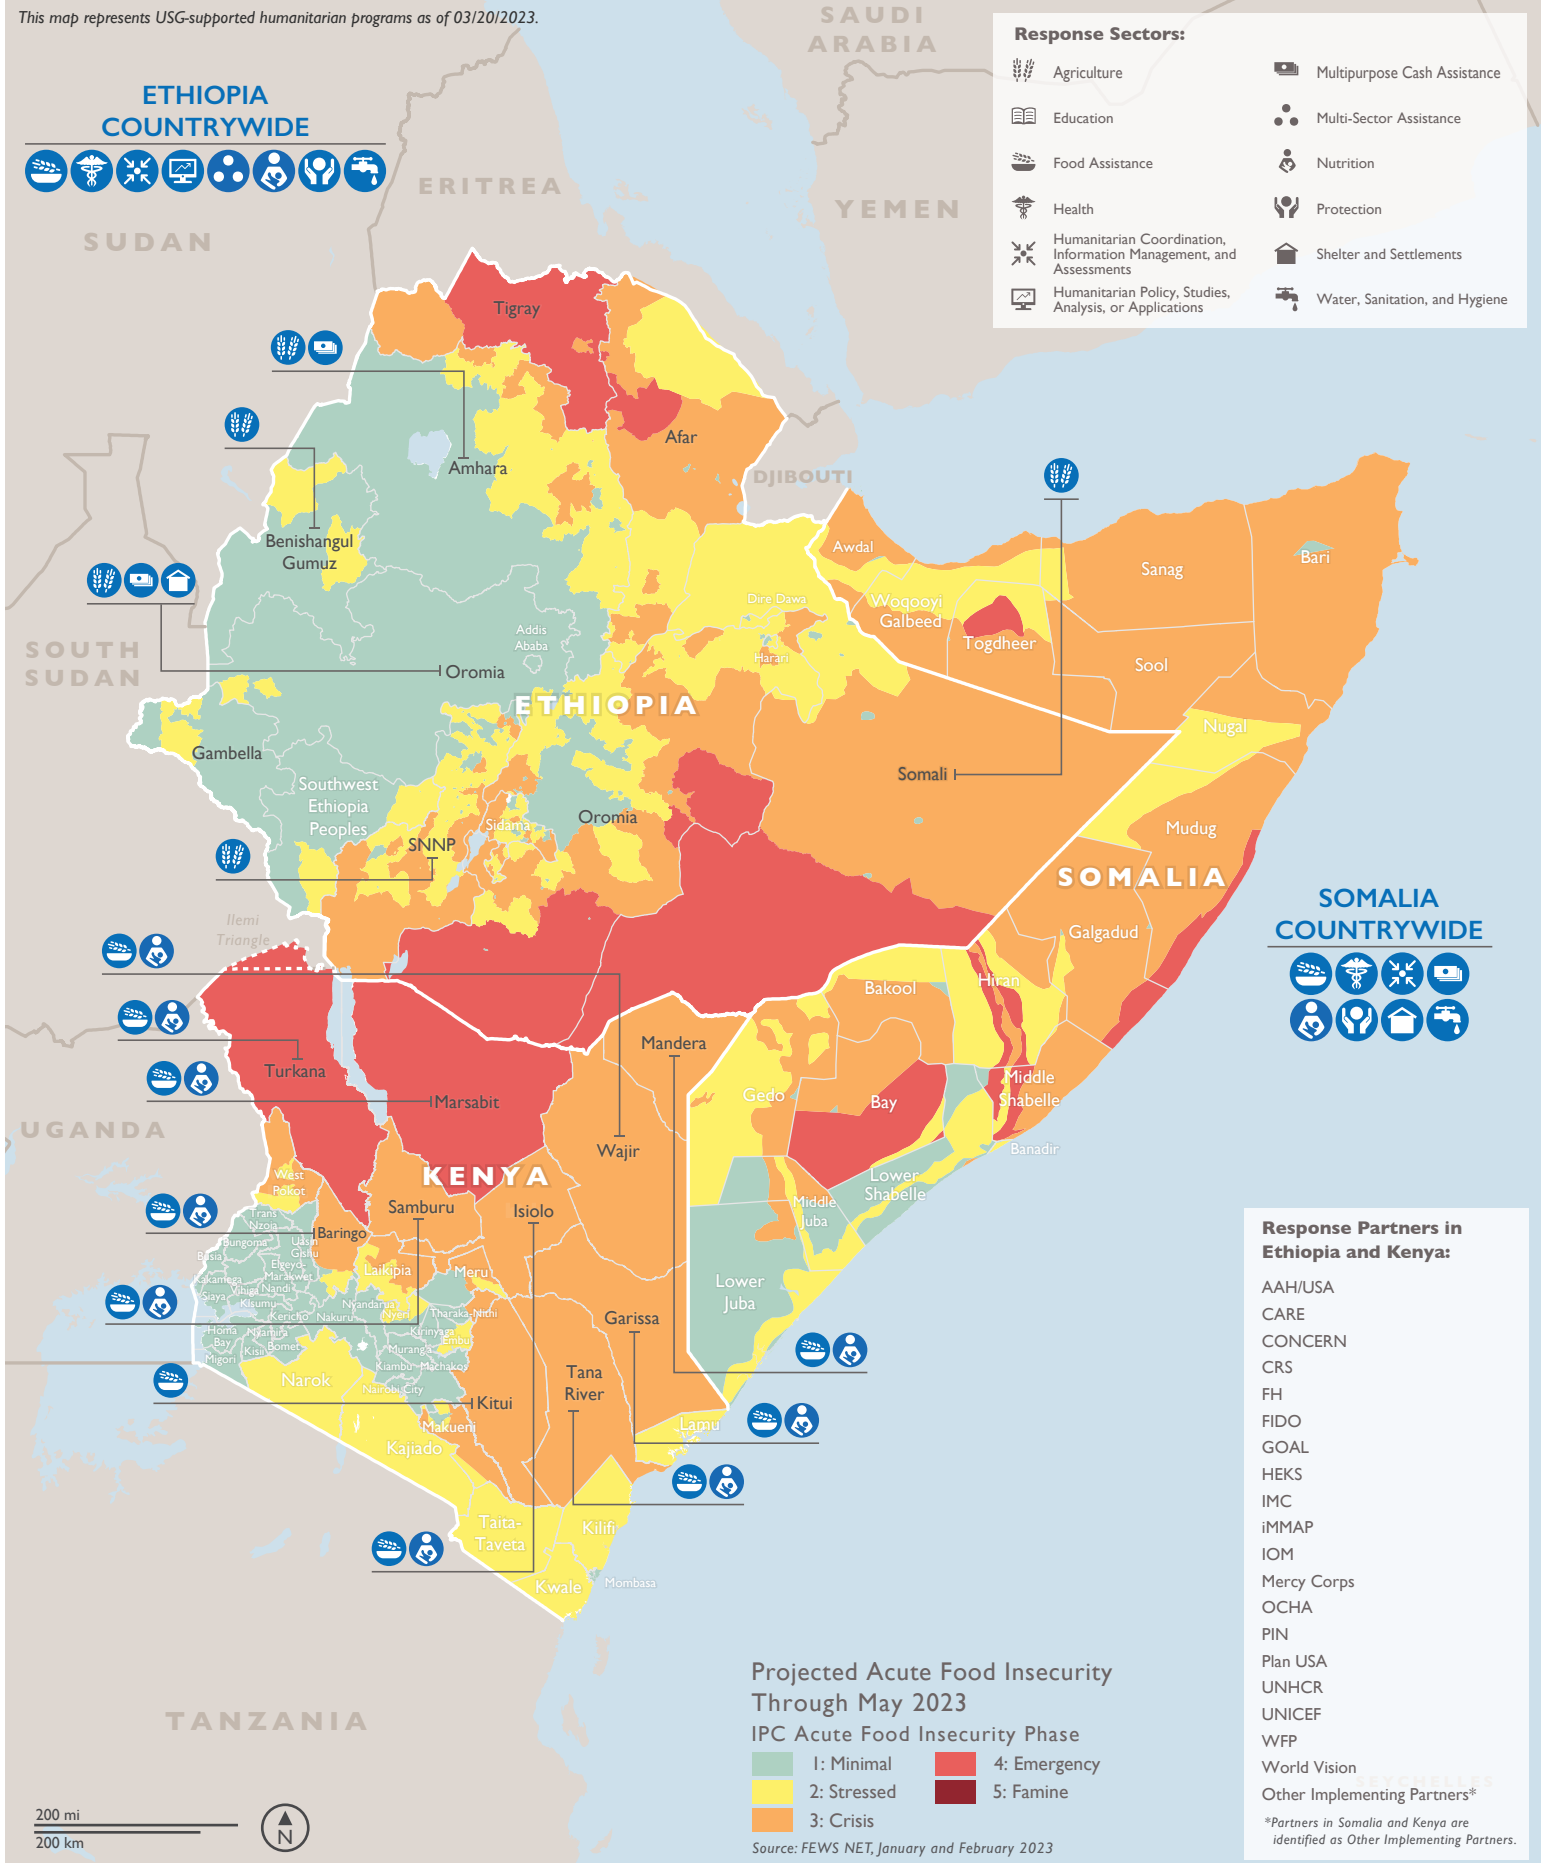 This map represents USG-supported humanitarian programs as of 03/20/2023.
SAUDI
ARABIA
Response Sectors:
Agriculture
Education
Food Assistance
Health
Humanitarian Coordination,
Information Management, and
Assessments
Humanitarian Policy, Studies,
Analysis, or Applications
Multipurpose Cash Assistance
Multi-Sector Assistance
Nutrition
Protection
Shelter and Settlements
Water, Sanitation, and Hygiene
ETHIOPIA
COUNTRYWIDE
ERITREA
YEMEN
SUDAN
Tigray
Afar
Amhara
DJIBOUTI
Benishangul
Gumuz
Awdal
Sanag
Bari
Woqooyi
Galbeed
Togdheer
Sool
Dire Dawa
Addis
Ababa
Harari
SOUTH
SUDAN
Oromia
ETHIOPIA
Nugal
Gambella
Somali
Southwest
Ethiopia
Peoples
Oromia
Sidama
SNNP
Mudug
SOMALIA
SOMALIA
COUNTRYWIDE
Ilemi
Triangle
Galgadud
Hiran
Bakool
Mandera
Turkana
Marsabit
Gedo
Bay
Middle
Shabelle
UGANDA
Wajir
Banadir
KENYA
West
Pokot
Lower
Shabelle
Samburu
Isiolo
Middle
Juba
Trans
Nzoia
Baringo
Bungoma
Uasin
Gishu
Busia
Elgeyo-
Marakwet
Laikipia
Meru
Kakamega
Vihiga
Nandi
Siaya
Kisumu
Nyandarua
Kericho
Nakuru
Nyeri
Tharaka-Nithi
Lower
Juba
Garissa
Homa
Bay
Nyamira
Kirinyaga
Embu
Kisii
Bomet
Murang'a
Migori
Kiambu
Machakos
Narok
Nairobi City
Tana
River
Kitui
Makueni
Lamu
Kajiado
Taita-
Taveta
Kilifi
Kwale
Mombasa
TANZANIA
Response Partners in
Ethiopia and Kenya:
AAH/USA
CARE
CONCERN
CRS
FH
FIDO
GOAL
HEKS
IMC
iMMAP
IOM
Mercy Corps
OCHA
PIN
Plan USA
UNHCR
UNICEF
WFP
World Vision
SEYCHELLES
Other Implementing Partners*
*Partners in Somalia and Kenya are
identified as Other Implementing Partners.
Projected Acute Food Insecurity
Through May 2023
IPC Acute Food Insecurity Phase
1: Minimal
2: Stressed
3: Crisis
4: Emergency
5: Famine
Source: FEWS NET, January and February 2023
200 mi
200 km
N